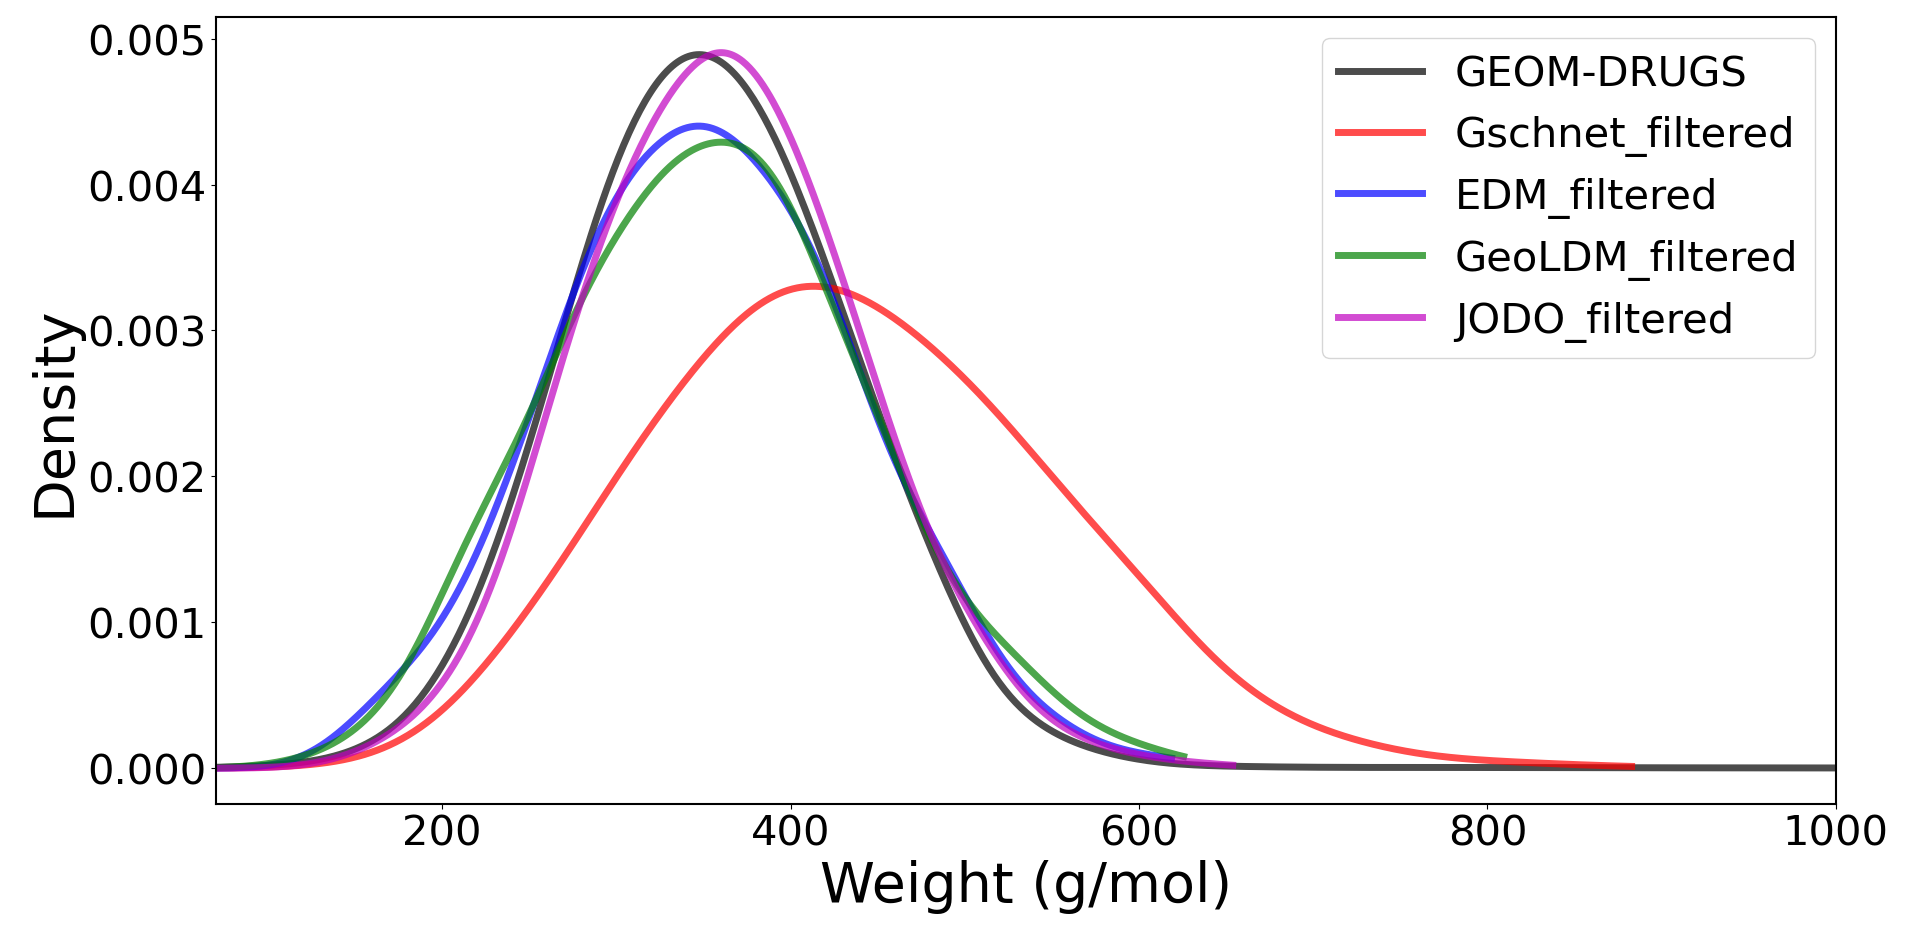 0.005
0.004
0.003
0.002
0.001
0.000
Density
200
400
600
800
1000
Weight (g/mol)
GEOM-DRUGS
Gschnet_filtered
EDM_filtered
GeoLDM_filtered
JODO_filtered